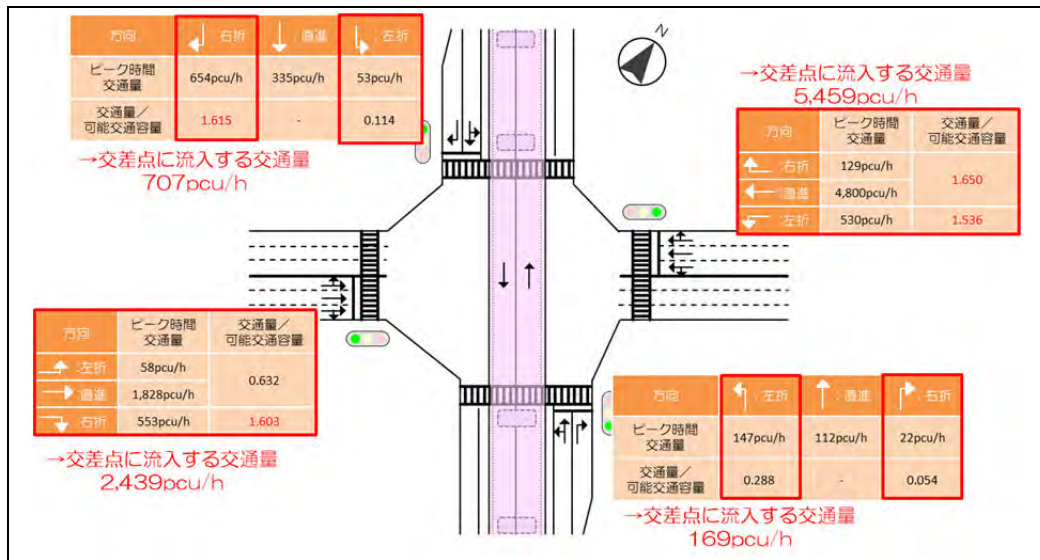 方向 右折 :直進 :左折
ピーク時間
交通量 654pcu/h 335pcu/h 53pcu/h
交通量/
可能交通容量 1.615 - 0.114
→交差点に流入する交通量
707pcu/h
N
→交差点に流入する交通量
5,459pcu/h
方向 ピーク時間
交通量 交通量/
可能交通容量
:右折 129pcu/h 1.650
:直進 4,800pcu/h
:左折 530pcu/h 1.536
方向 ピーク時間
交通量 交通量/
可能交通容量
:左折 58pcu/h 0.632
:直進 1,828pcu/h
:右折 553pcu/h 1.603
→交差点に流入する交通量
2,439pcu/h
方向 :左折 :直進 :右折
ピーク時間
交通量 147pcu/h 112pcu/h 22pcu/h
交通量/
可能交通容量 0.288 - 0.054
→交差点に流入する交通量
169pcu/h